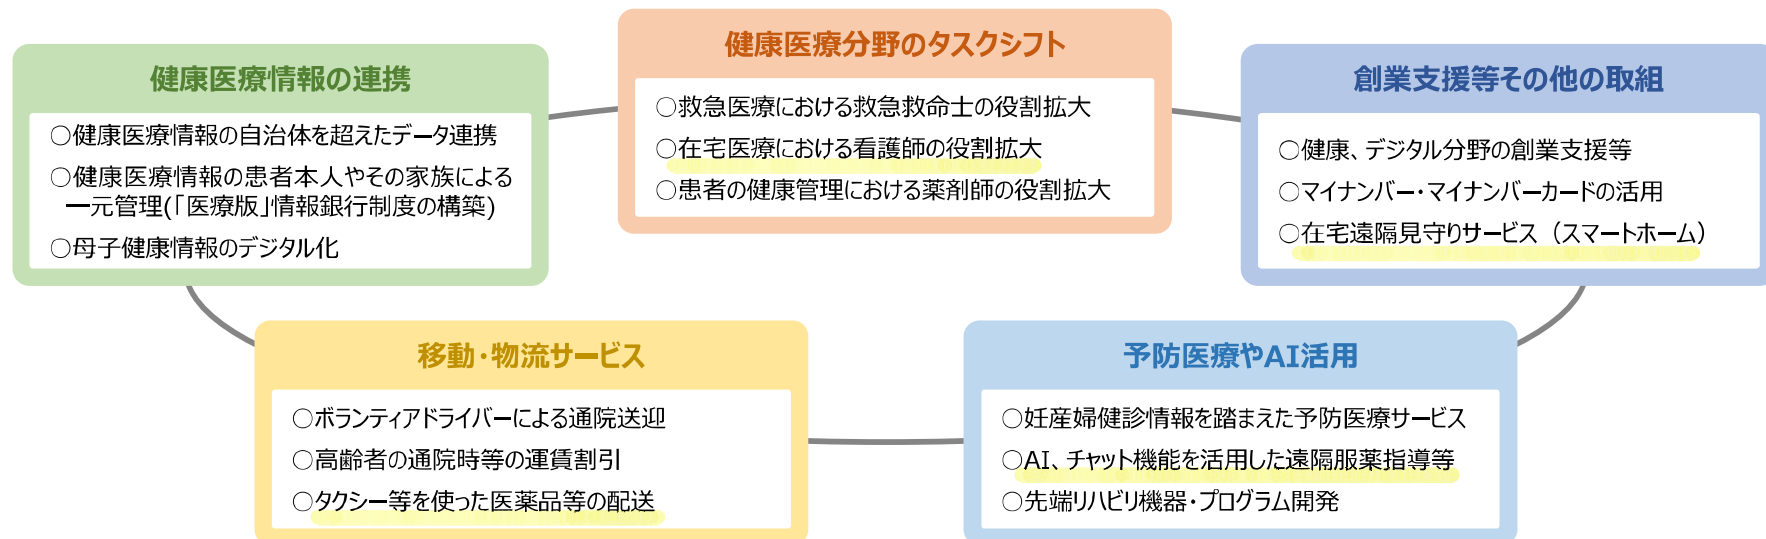 健康医療情報の連携
○健康医療情報の自治体を超えたデータ連携
○健康医療情報の患者本人やその家族による
一元管理(「医療版」情報銀行制度の構築)
○母子健康情報のデジタル化
健康医療分野のタスクシフト
○救急医療における救急救命士の役割拡大
○在宅医療における看護師の役割拡大
○患者の健康管理における薬剤師の役割拡大
創業支援等その他の取組
○健康、デジタル分野の創業支援等
○マイナンバー・マイナンバーカードの活用
○在宅遠隔見守りサービス（スマートホーム）
移動・物流サービス
○ボランティアドライバーによる通院送迎
○高齢者の通院時等の運賃割引
○タクシー等を使った医薬品等の配送
予防医療やAI活用
○妊産婦健診情報を踏まえた予防医療サービス
○AI、チャット機能を活用した遠隔服薬指導等
○先端リハビリ機器・プログラム開発